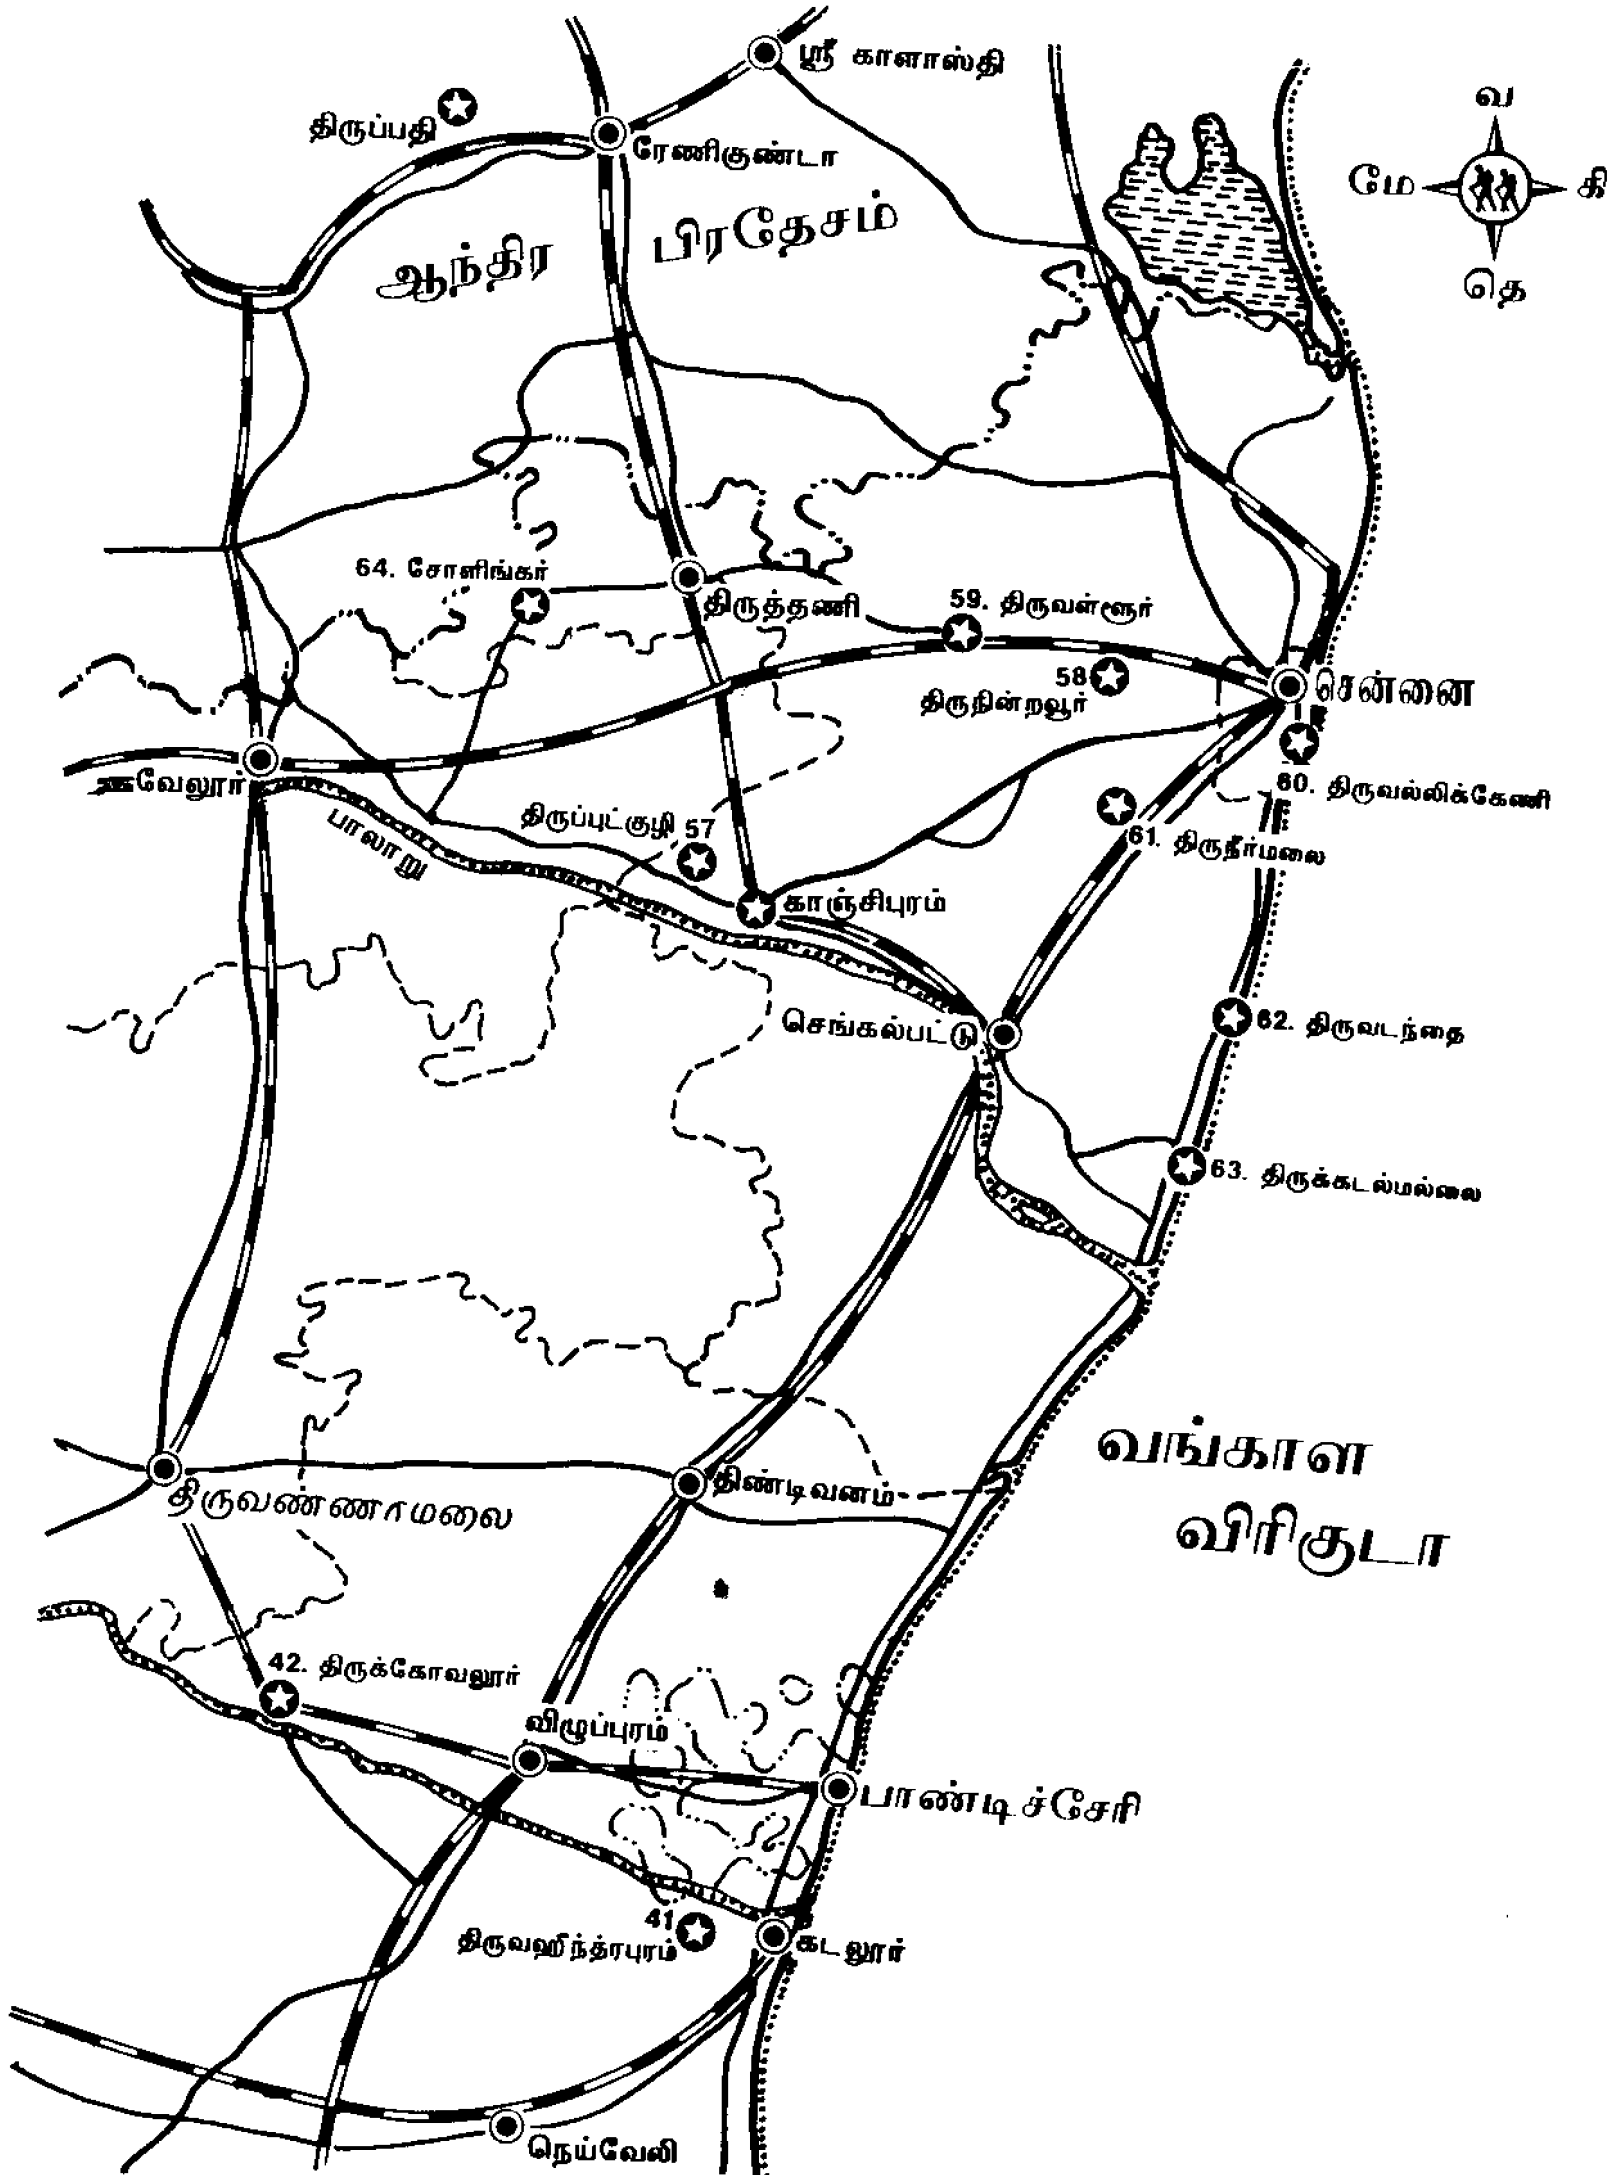 ஸ்ரீ காளாஸ்தி
வ
திருப்பதி
ரேணிகுண்டா
மே
கி
ஆந்திர பிரதேசம்
தெ
64. சோளிங்கர்
திருத்தணி
59. திருவள்ளூர்
58
திருநின்றவூர்
சென்னை
வேலூர்
60. திருவல்லிக்கேணி
பாலாறு
திருப்புட்குழி 57
61. திருநீர்மலை
காஞ்சிபுரம்
செங்கல்பட்டு
62. திருவடந்தை
63. திருக்கடல்மல்லை
வங்காள
விரிகுடா
திருவண்ணாமலை
திண்டிவனம்
42. திருக்கோவலூர்
விழுப்புரம்
பாண்டிச்சேரி
41
திருவஹீந்த்ரபுரம்
கடலூர்
நெய்வேலி